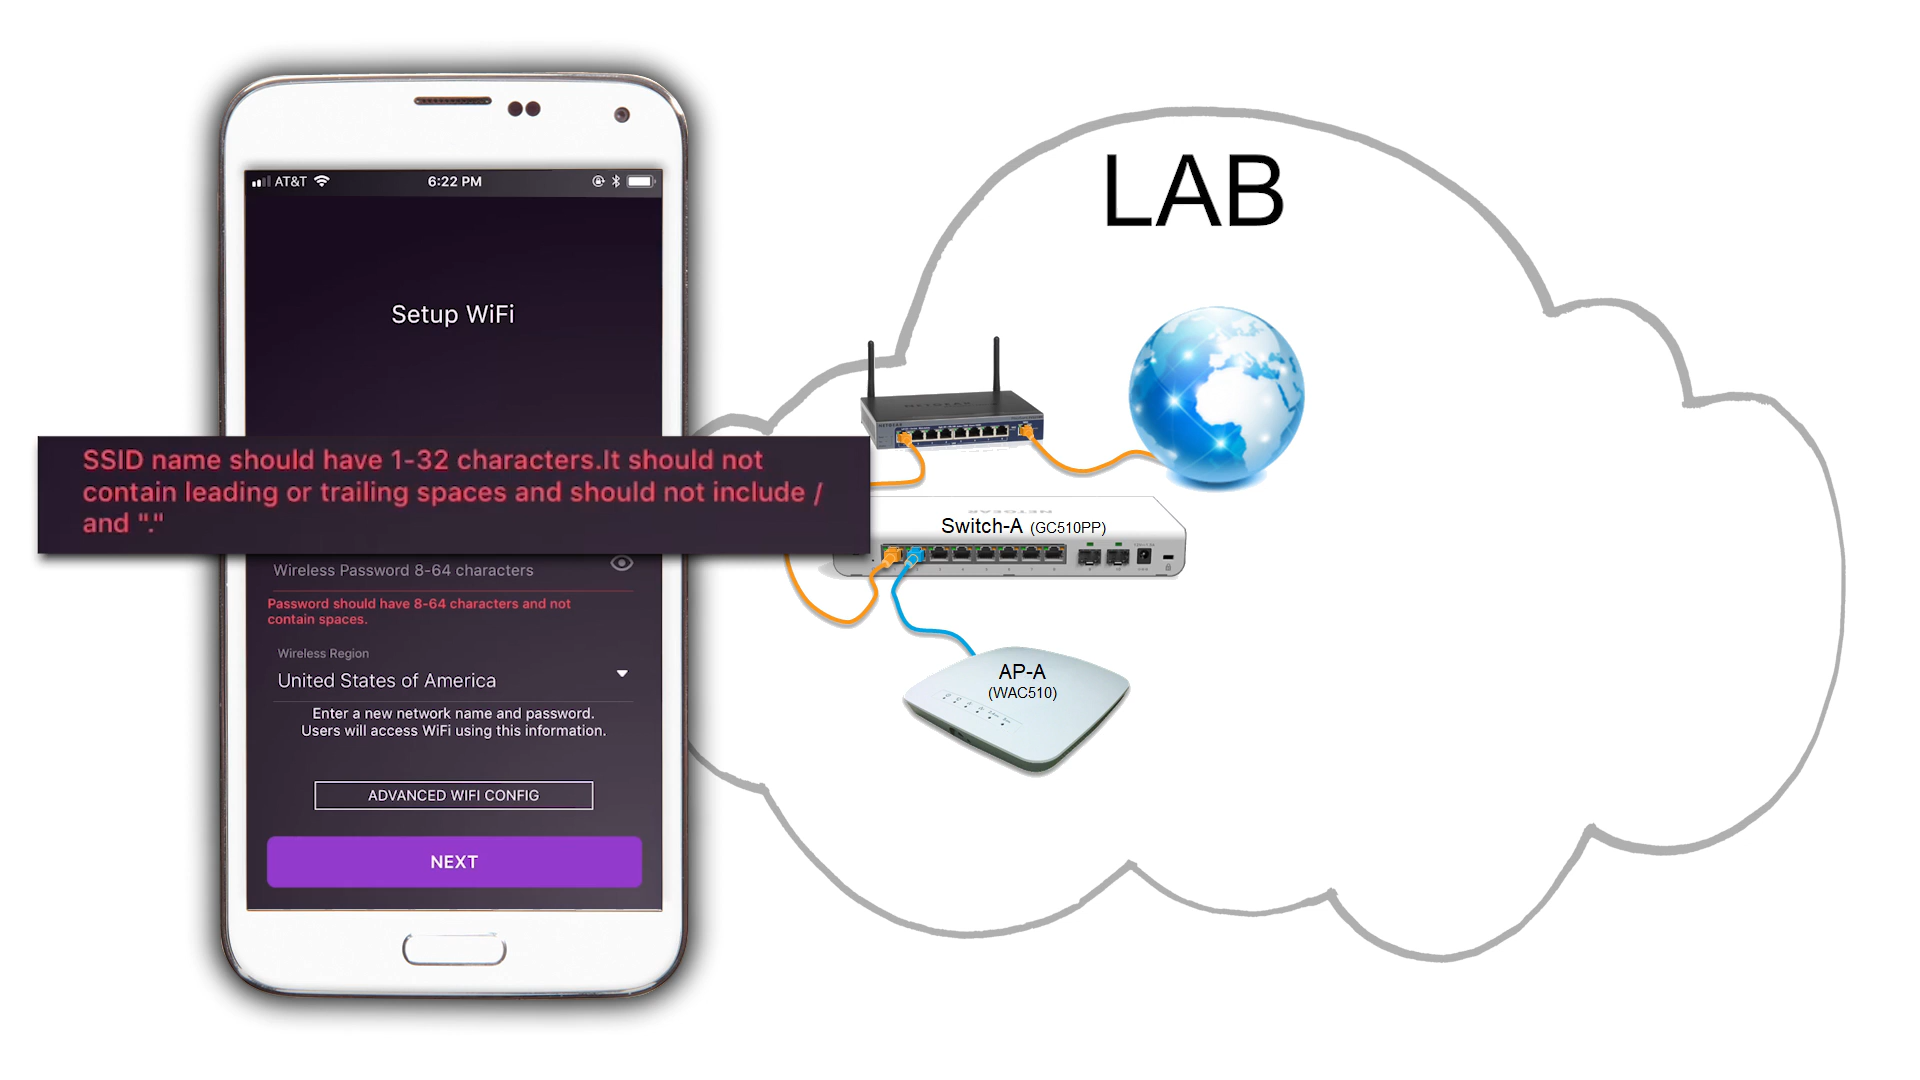 AT&T
6:22 PM
Setup WiFi
SSID name should have 1-32 characters.It should not
contain leading or trailing spaces and should not include /
and "."
Wireless Password 8-64 characters
Password should have 8-64 characters and not
contain spaces.
Wireless Region
United States of America
Enter a new network name and password.
Users will access WiFi using this information.
ADVANCED WIFI CONFIG
NEXT
LAB
NETGEAR
Switch-A (GC510PP)
AP-A
(WAC510)